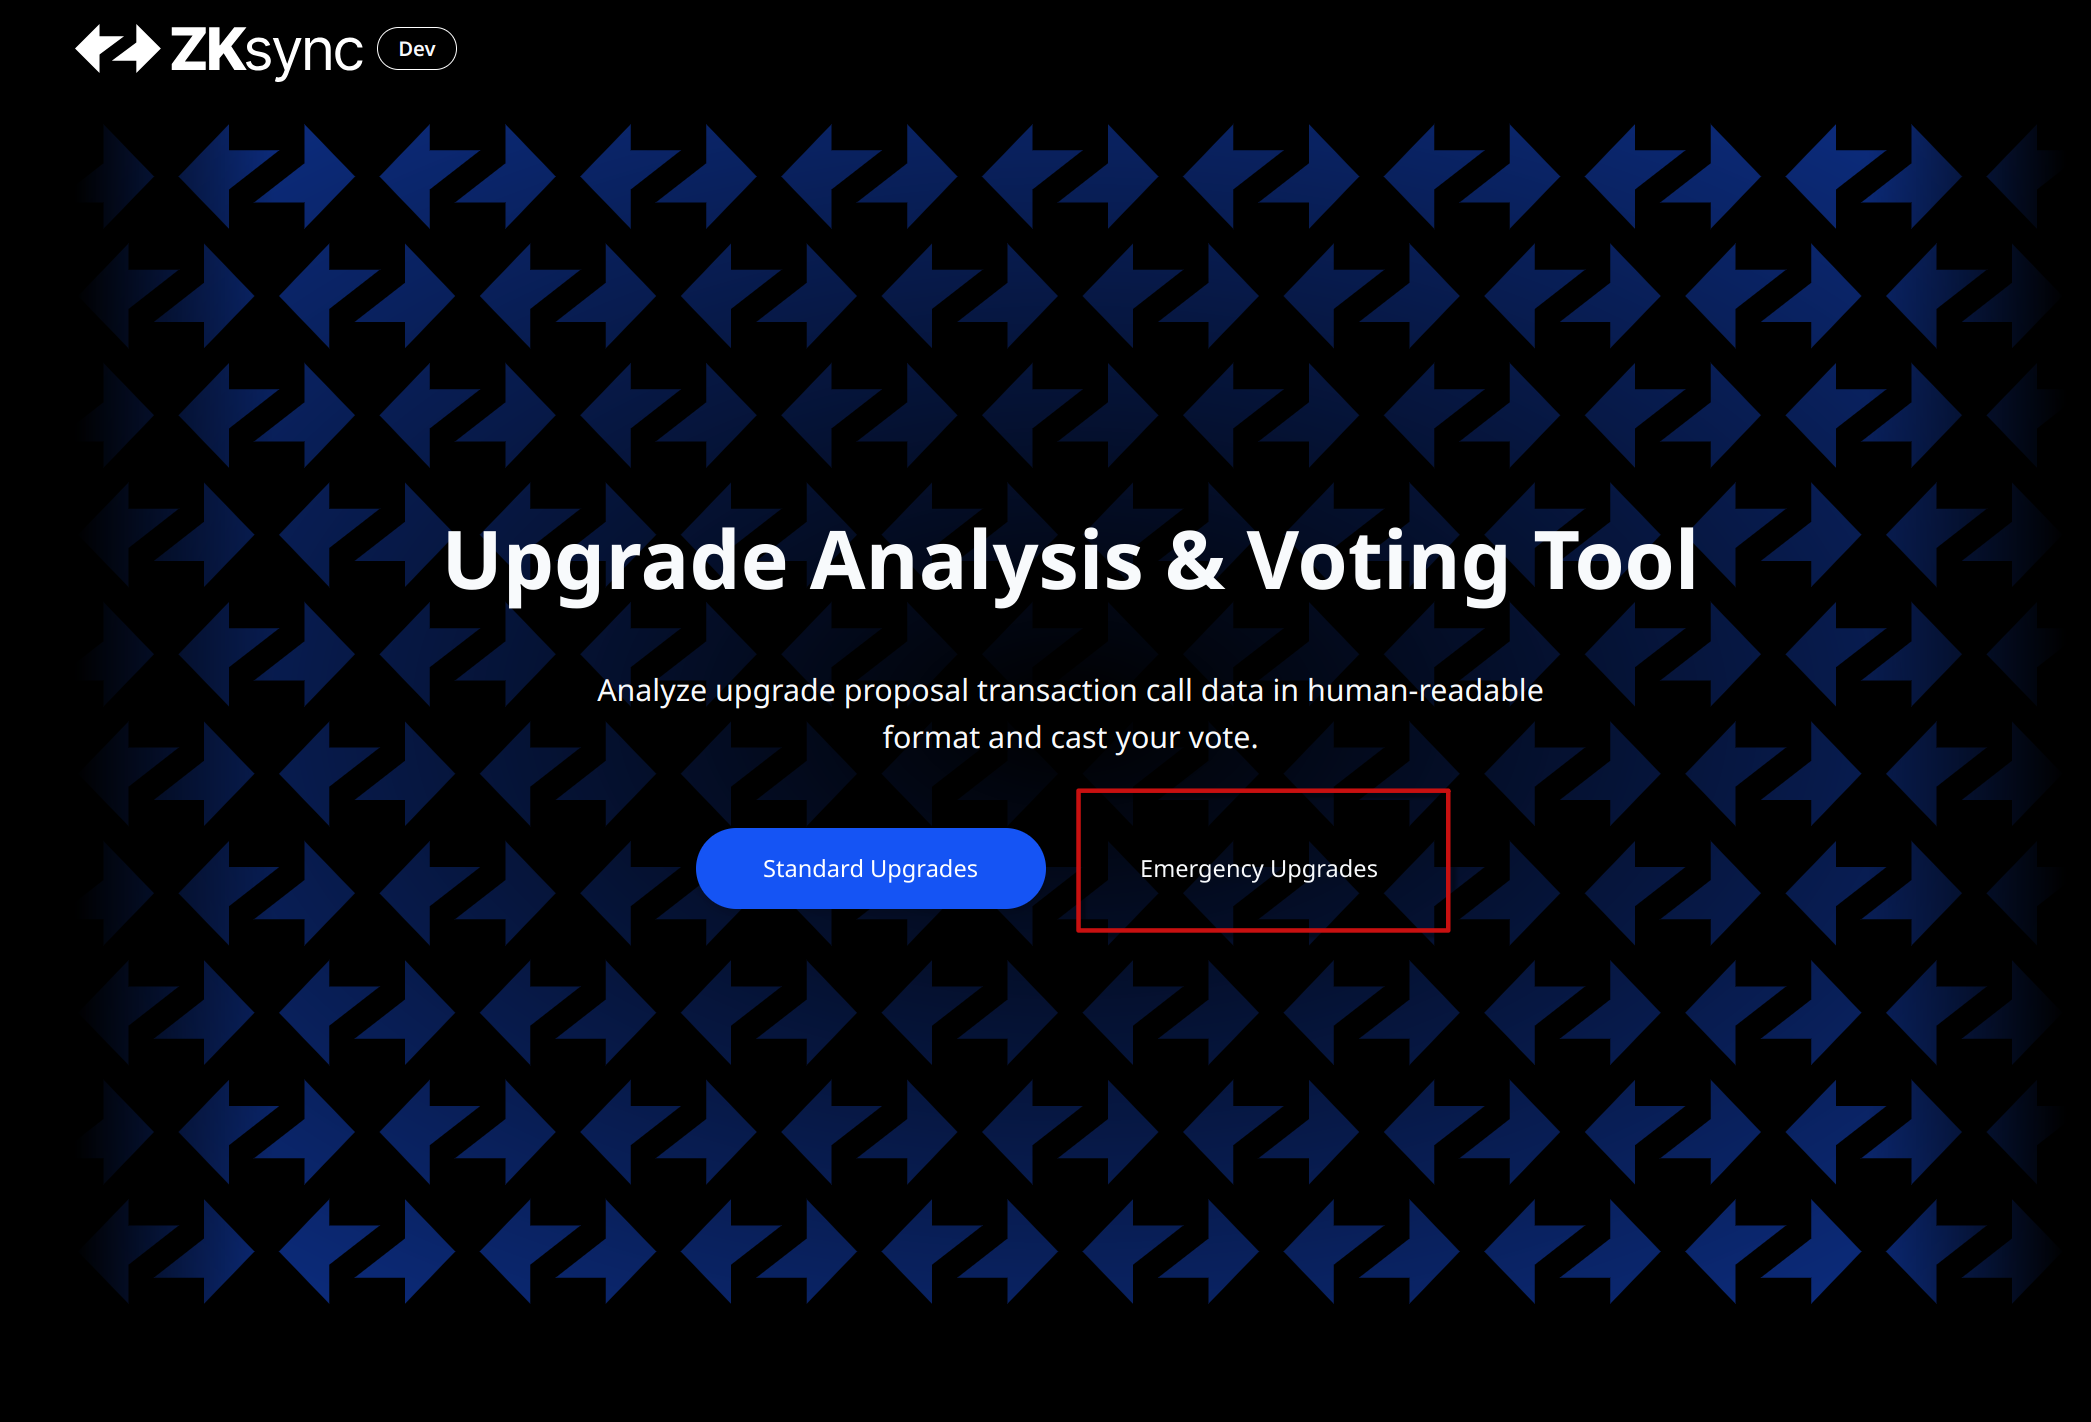 ZKsync Dev
Upgrade Analysis & Voting Tool
Analyze upgrade proposal transaction call data in human-readable
format and cast your vote.
Standard Upgrades Emergency Upgrades